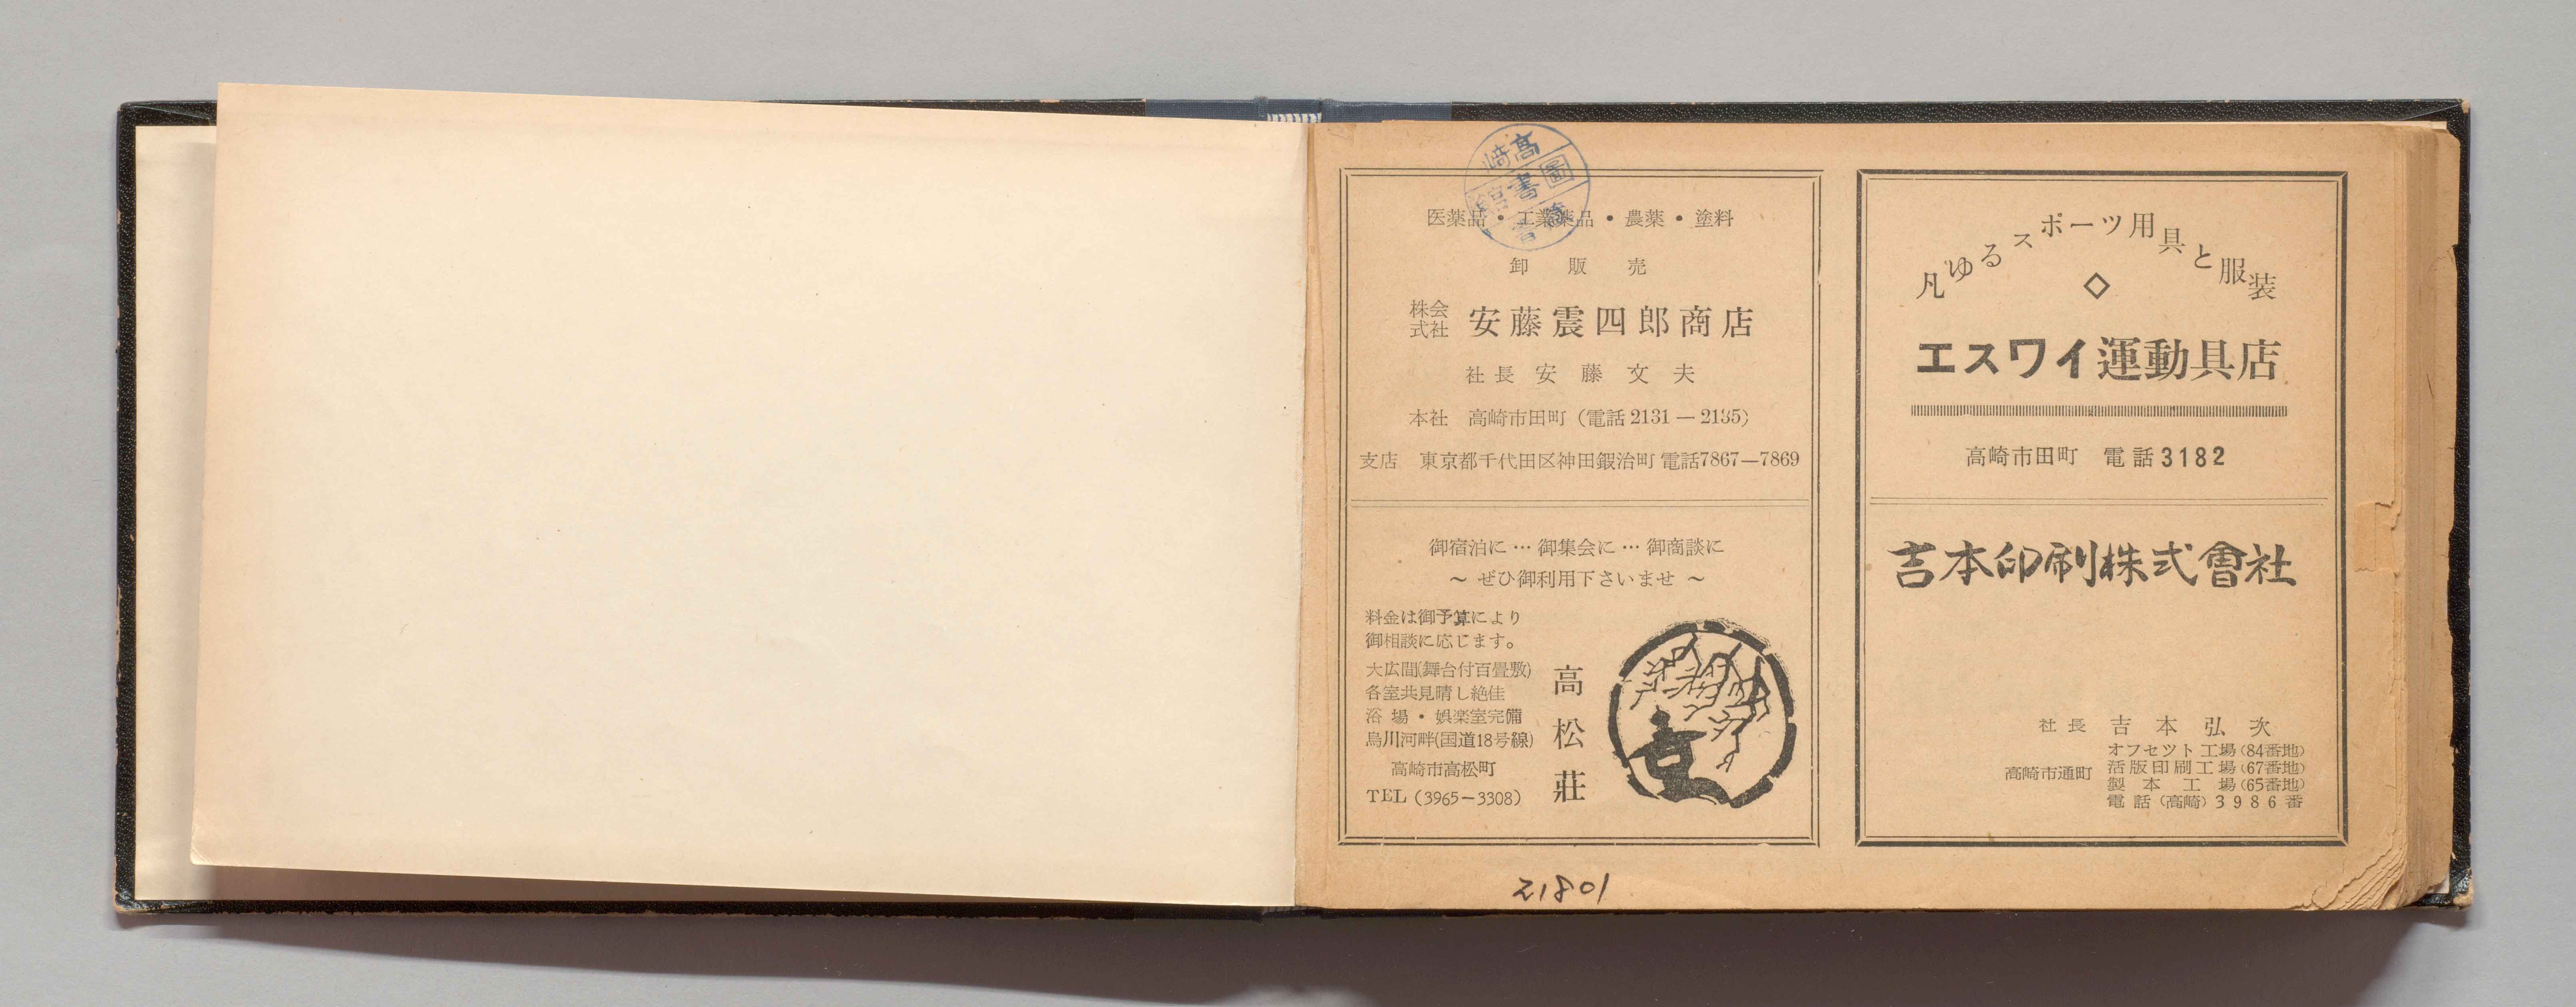 医薬品・工業薬品・農薬・塗料
卸販売
株式会社 安藤震四郎商店
社長 安藤文夫
本社 高崎市田町（電話2131―2135）
支店 東京都千代田区神田鍛治町 電話7867―7869
御宿泊に…御集会に…御商談に
～ ぜひ御利用下さいませ ～
料金は御予算により
御相談に応じます。
大広間(舞台付百畳敷)
各室共見晴し絶佳
浴場・娯楽室完備
烏川河畔(国道18号線)
高崎市高松町
TEL（3965－3308）
高松荘
凡ゆるスポーツ用具と服装
エスワイ運動具店
高崎市田町 電話3182
吉本印刷株式會社
社長 吉本弘次
高崎市通町
オフセツト工場(84番地)
活版印刷工場(67番地)
製本工場(65番地)
電話(高崎)3986番
21801